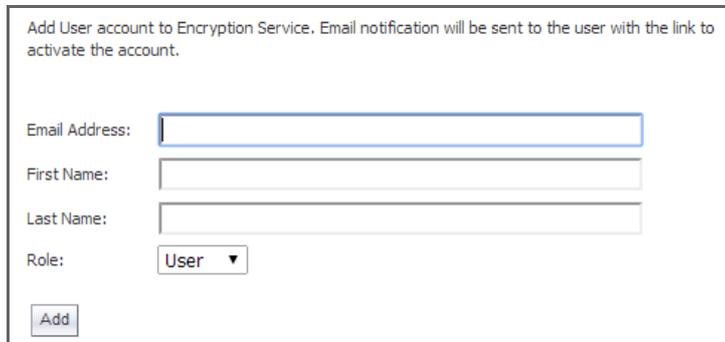 Add User account to Encryption Service. Email notification will be sent to the user with the link to
activate the account.
Email Address:
First Name:
Last Name:
Role: User
Add